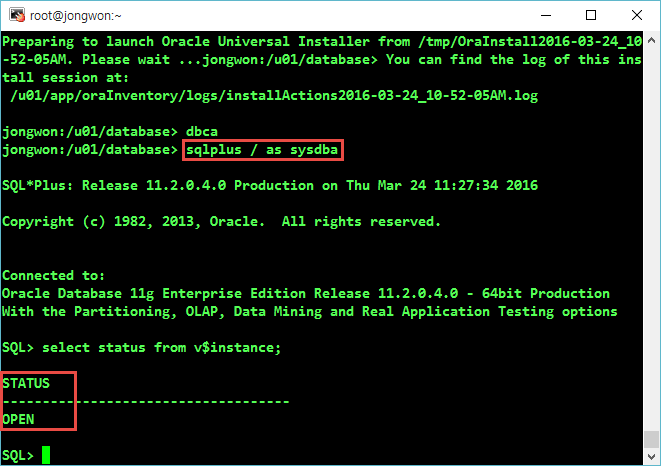 root@jongwon:~
Preparing to launch Oracle Universal Installer from /tmp/OraInstall2016-03-24_10
-52-05AM. Please wait ...jongwon:/u01/database> You can find the log of this ins
tall session at:
 /u01/app/oraInventory/logs/installActions2016-03-24_10-52-05AM.log
jongwon:/u01/database> dbca
jongwon:/u01/database> sqlplus / as sysdba
SQL*Plus: Release 11.2.0.4.0 Production on Thu Mar 24 11:27:34 2016
Copyright (c) 1982, 2013, Oracle.  All rights reserved.
Connected to:
Oracle Database 11g Enterprise Edition Release 11.2.0.4.0 - 64bit Production
With the Partitioning, OLAP, Data Mining and Real Application Testing options
SQL> select status from v$instance;
STATUS
------------------------------------
OPEN
SQL>